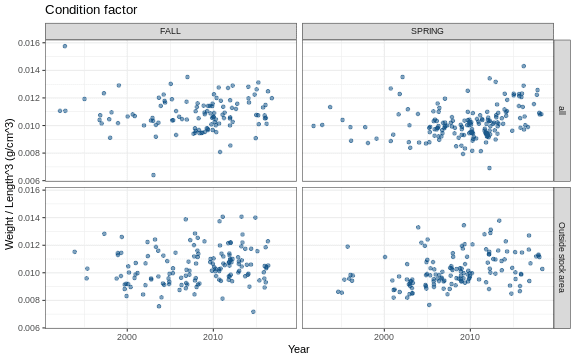 Condition factor
FALL
SPRING
0.016
0.014
0.012
0.010
0.008
0.006
all
0.016
0.014
0.012
0.010
0.008
0.006
Outside stock area
Weight / Length^3 (g/cm^3)
2000
2010
2000
2010
Year